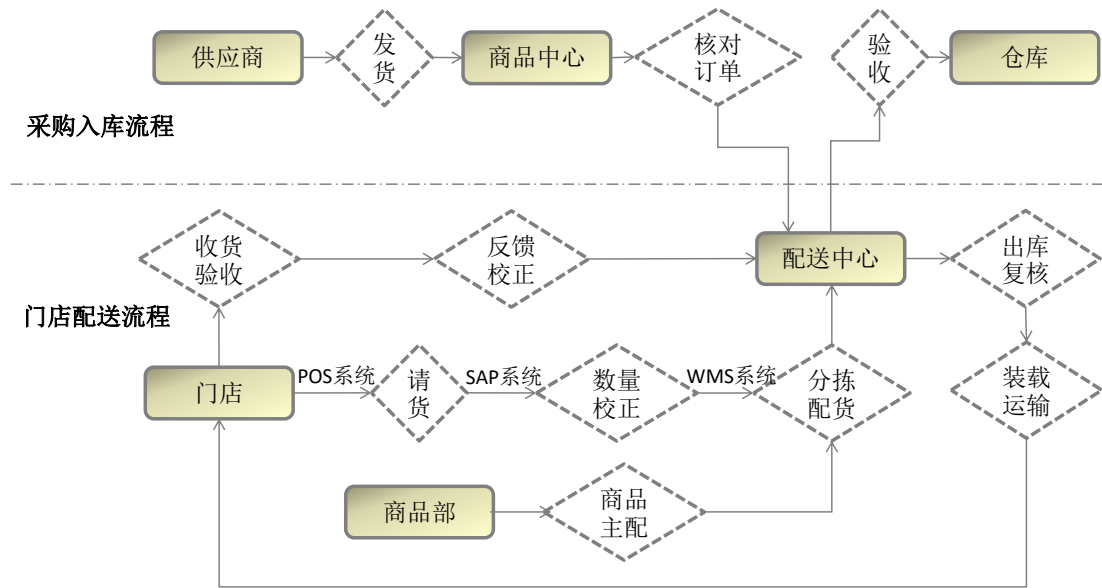 供应商
发
货
商品中心
核对
订单
验
收
仓库
采购入库流程
收货
验收
反馈
校正
配送中心
出库
复核
门店配送流程
门店
POS系统
请
货
SAP系统
数量
校正
WMS系统
分拣
配货
装载
运输
商品部
商品
主配